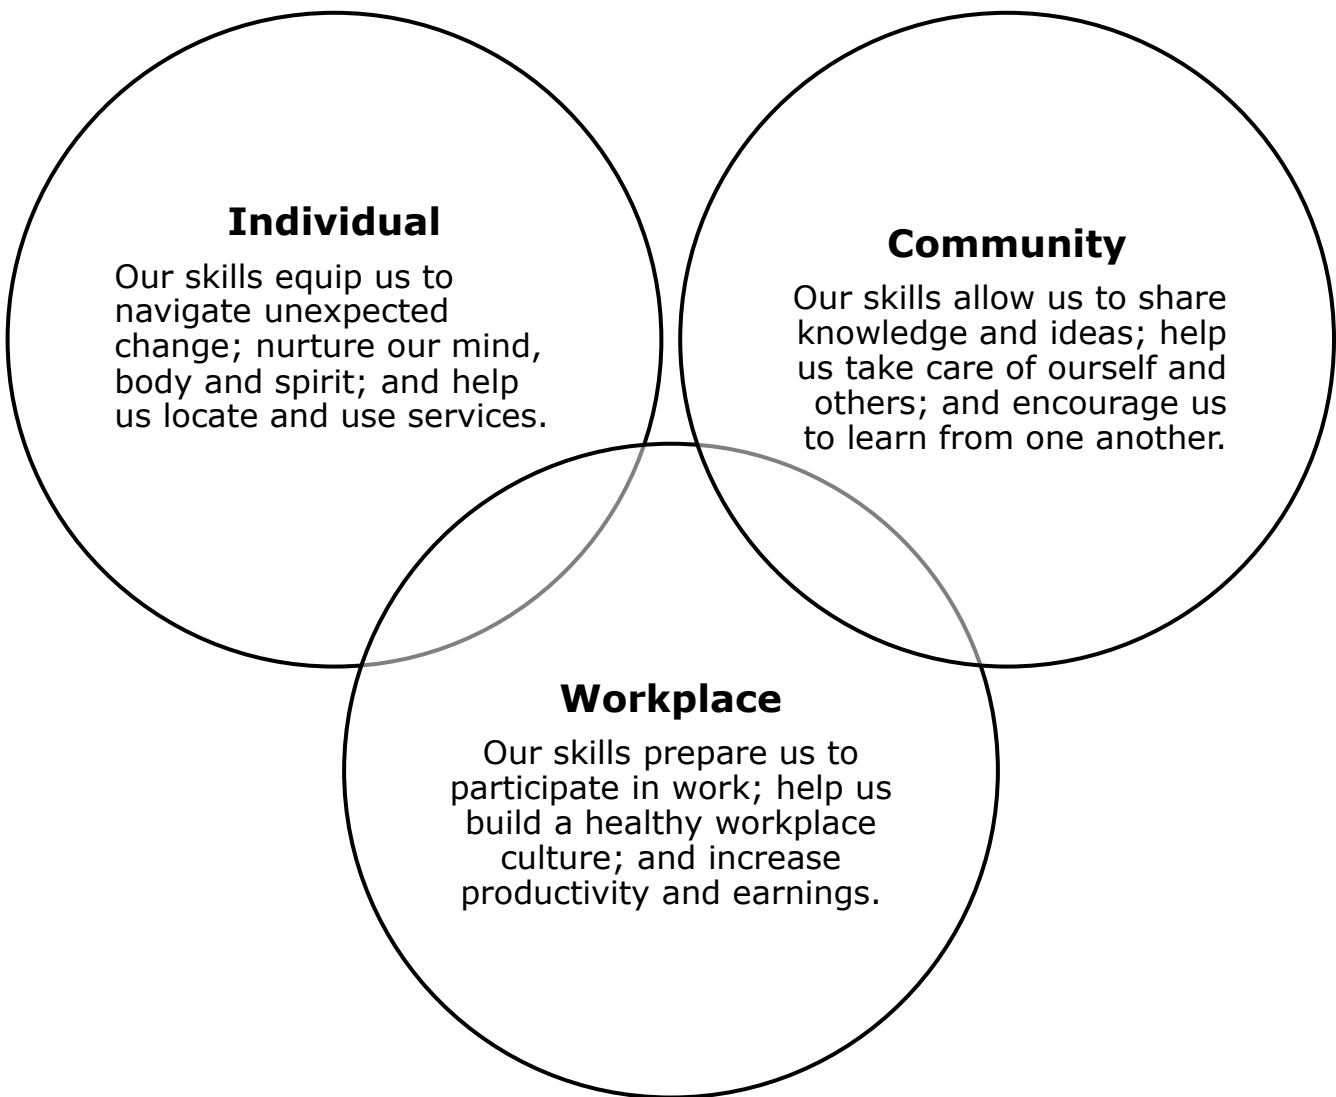 Individual
Our skills equip us to
navigate unexpected
change; nurture our mind,
body and spirit; and help
us locate and use services.
Community
Our skills allow us to share
knowledge and ideas; help
us take care of ourself and
others; and encourage us
to learn from one another.
Workplace
Our skills prepare us to
participate in work; help us
build a healthy workplace
culture; and increase
productivity and earnings.